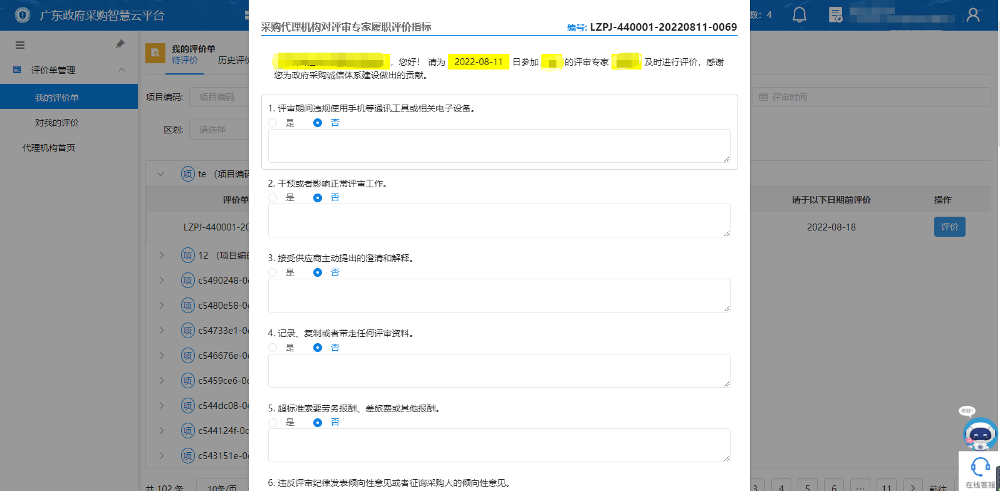 广东政府采购智慧云平台
数: 4
评价单管理
我的评价单
对我的评价
代理机构首页
我的评价单
待评价 历史评价
项目编码: 项目编码
评审时间
区划: 请选择
项 te （项目编码
评价单
请于以下日期前评价 操作
LZPJ-440001-20
2022-08-18 评价
项 12 （项目编码
项 c5490248-0
项 c5480e58-0
项 c54733e1-0
项 c546676e-0
项 c5459ce6-0
项 c544dc08-0
项 c544124f-0
项 c543151e-0
共 102 条 10条/页
3 4 5 6 ... 11 > 前往
采购代理机构对评审专家履职评价指标 编号: LZPJ-440001-20220811-0069
，您好！ 请为 2022-08-11 日参加 的评审专家 及时进行评价，感谢
您为政府采购诚信体系建设做出的贡献。
1. 评审期间违规使用手机等通讯工具或相关电子设备。
是 否
2. 干预或者影响正常评审工作。
是 否
3. 接受供应商主动提出的澄清和解释。
是 否
4. 记录、复制或者带走任何评审资料。
是 否
5. 超标准索要劳务报酬、差旅费或其他报酬。
是 否
6. 违反评审纪律发表倾向性意见或者征询采购人的倾向性意见。
你好!
在线客服